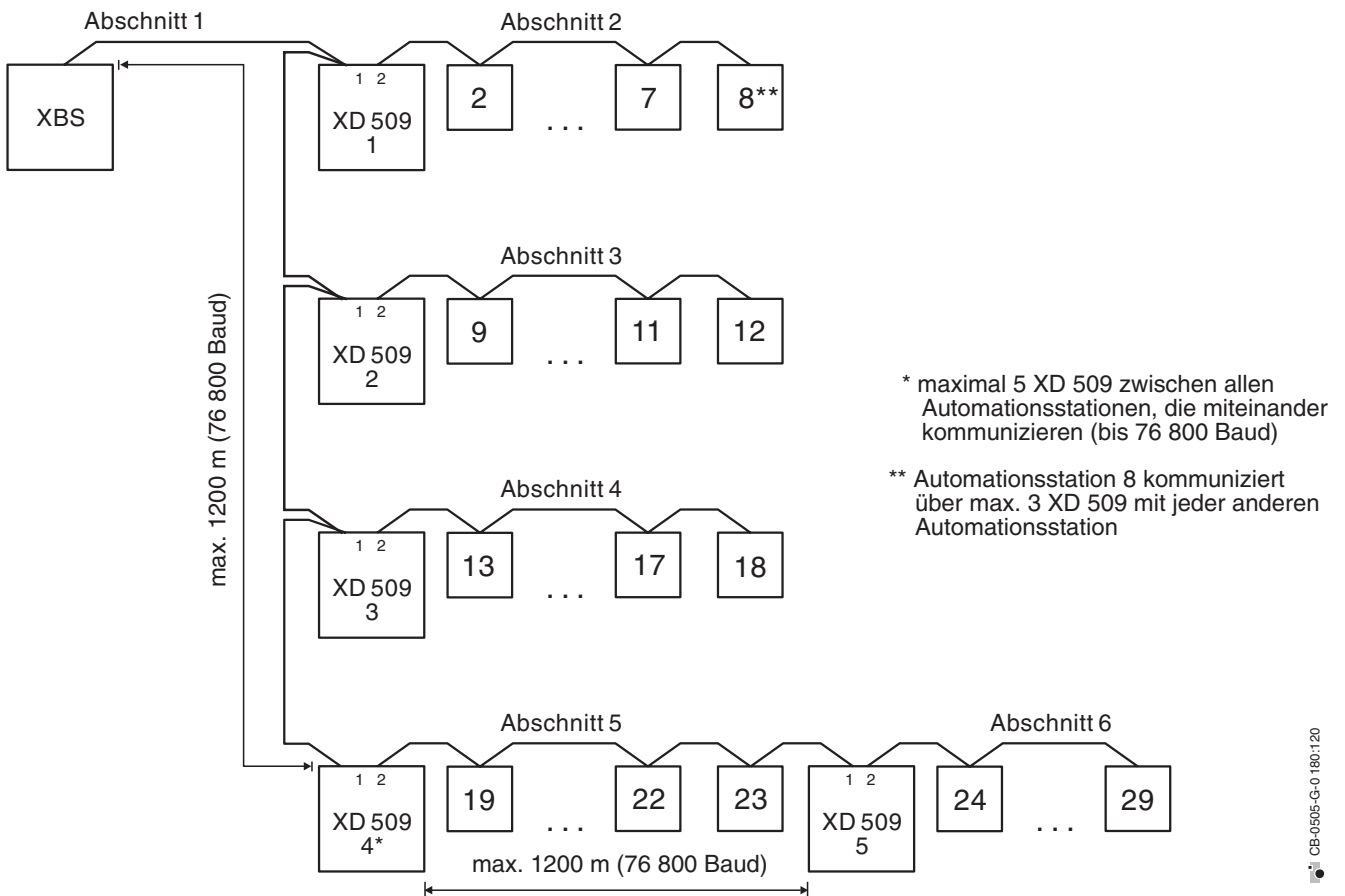 Abschnitt 1
Abschnitt 2
XBS
1 2
XD 509
1
2
. . .
7
8**
Abschnitt 3
1 2
XD 509
2
9
. . .
11
12
max. 1200 m (76 800 Baud)
* maximal 5 XD 509 zwischen allen
Automationsstationen, die miteinander
kommunizieren (bis 76 800 Baud)
** Automationsstation 8 kommuniziert
über max. 3 XD 509 mit jeder anderen
Automationsstation
Abschnitt 4
1 2
XD 509
3
13
. . .
17
18
Abschnitt 5
Abschnitt 6
1 2
XD 509
4*
19
. . .
22
23
1 2
XD 509
5
24
. . .
29
max. 1200 m (76 800 Baud)
CB-0505-G-0 180:120